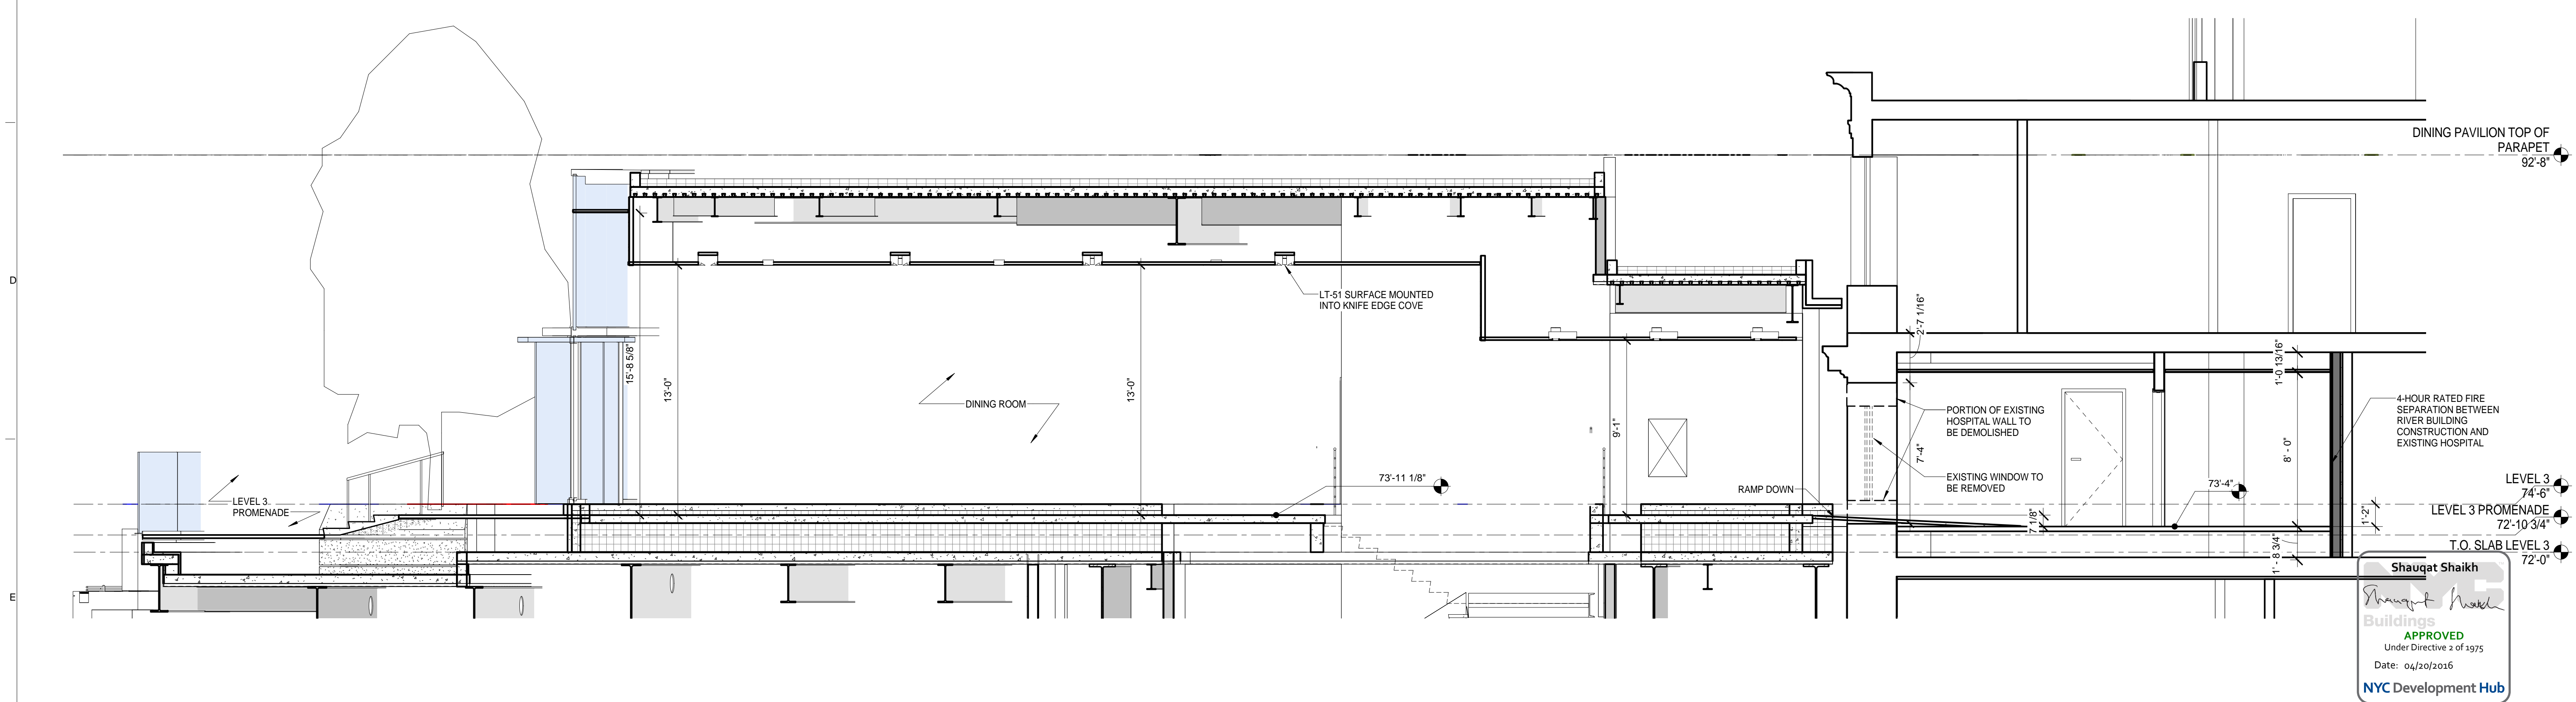 D
E
DINING PAVILION TOP OF
PARAPET
92'-8"
LT-51 SURFACE MOUNTED
INTO KNIFE EDGE COVE
15'-8 5/8"
13'-0"
13'-0"
DINING ROOM
9'-1"
2'-7 1/16"
7'-4"
1'-0 13/16"
8' - 0"
PORTION OF EXISTING
HOSPITAL WALL TO
BE DEMOLISHED
EXISTING WINDOW TO
BE REMOVED
4-HOUR RATED FIRE
SEPARATION BETWEEN
RIVER BUILDING
CONSTRUCTION AND
EXISTING HOSPITAL
LEVEL 3
PROMENADE
73'-11 1/8"
RAMP DOWN
73'-4"
7 1/8"
1'-2"
1' - 8 3/4"
LEVEL 3
74'-6"
LEVEL 3 PROMENADE
72'-10 3/4"
T.O. SLAB LEVEL 3
72'-0"
Shauqat Shaikh
NYC
Buildings
APPROVED
Under Directive 2 of 1975
Date: 04/20/2016
NYC Development Hub